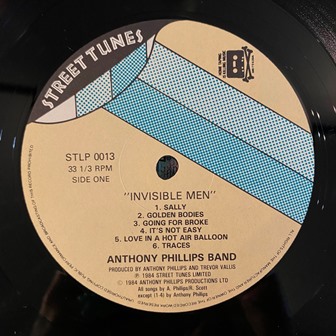 STREET TUNES
STLP 0013
33 1/3 RPM
SIDE ONE
"INVISIBLE MEN"
1. SALLY
2. GOLDEN BODIES
3. GOING FOR BROKE
4. IT'S NOT EASY
5. LOVE IN A HOT AIR BALLOON
6. TRACES
ANTHONY PHILLIPS BAND
PRODUCED BY ANTHONY PHILLIPS AND TREVOR VALLIS
℗ 1984 STREET TUNES LIMITED
© 1984 ANTHONY PHILLIPS PRODUCTIONS LTD
All songs by A. Phillips/R. Scott
except (1-4) by Anthony Phillips